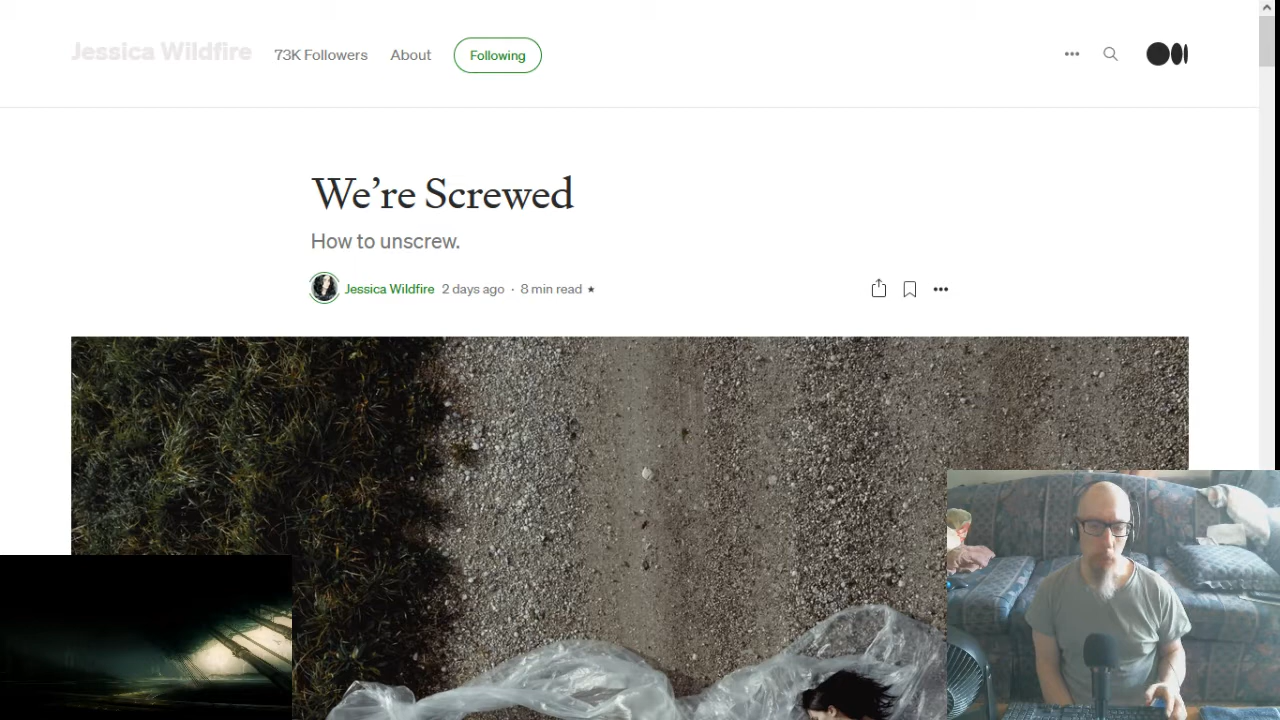 Jessica Wildfire 73K Followers About Following
We’re Screwed
How to unscrew.
Jessica Wildfire 2 days ago · 8 min read ★